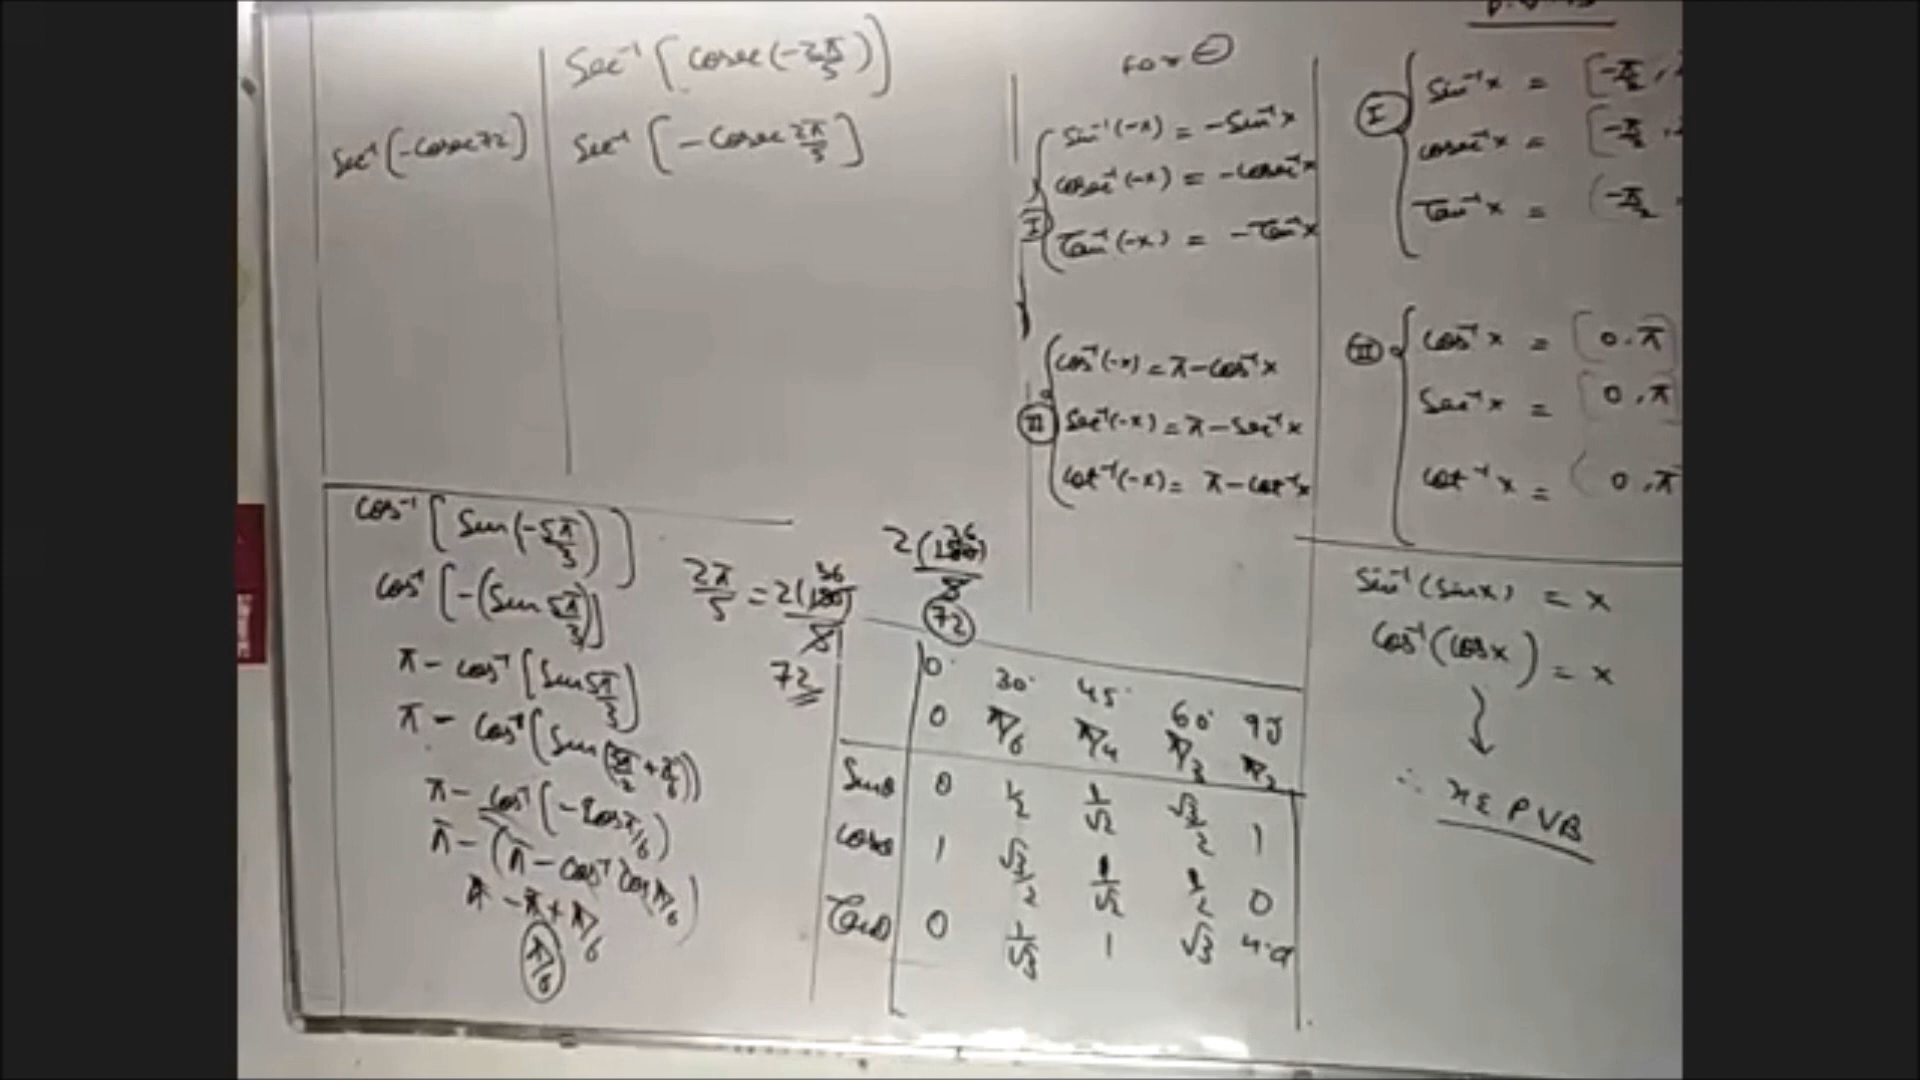 Sec⁻¹[cosec(-2π/5)]
Sec⁻¹(-cosec72)
Sec⁻¹[-cosec 2π/5]
for ⊖
I
Sin⁻¹(-x) = -Sin⁻¹x
cosec⁻¹(-x) = -cosec⁻¹x
Tan⁻¹(-x) = -Tan⁻¹x
II
cos⁻¹(-x) = π-cos⁻¹x
Sec⁻¹(-x) = π-Sec⁻¹x
cot⁻¹(-x) = π-cot⁻¹x
I
Sin⁻¹x = [-π/2,
cosec⁻¹x = [-π/2,
Tan⁻¹x = (-π/2
II
cos⁻¹x = [0,π]
Sec⁻¹x = [0,π
cot⁻¹x = (0,π
cos⁻¹[Sin(-5π/3)]
cos⁻¹[-(Sin 5π/3)]
π-cos⁻¹[Sin 5π/3]
π-cos⁻¹(Sin(3π/2+π/6))
π-cos⁻¹(-cosπ/6)
π-(π-cos⁻¹cosπ/6)
π-π+π/6
π/6
2π/5 = 2(180)/5
36
72
2(180)/5
36
72
0° 30° 45° 60° 90
0 π/6 π/4 π/3 π/2
Sinθ 0 1/2 1/√2 √3/2 1
cosθ 1 √3/2 1/√2 1/2 0
Tanθ 0 1/√3 1 √3 n.d
Sin⁻¹(Sinx) = x
Cos⁻¹(cosx) = x
∴ x ε PVB